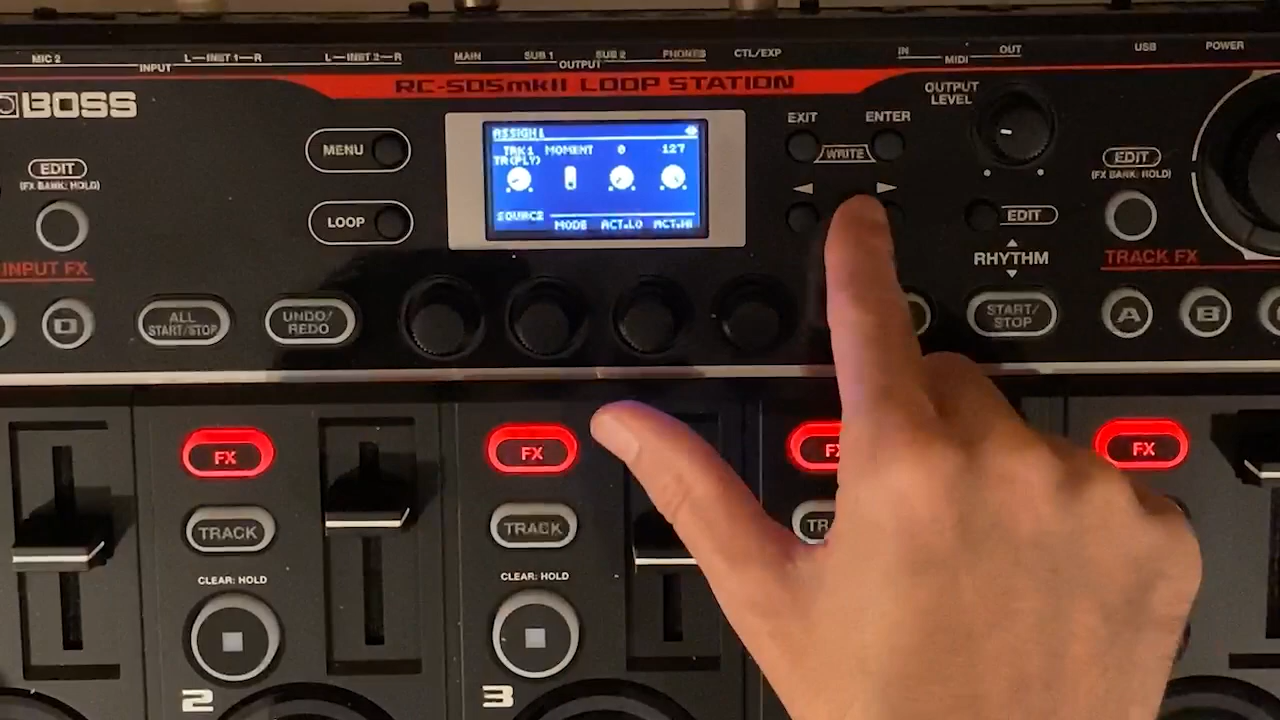 MIC 2
L—INST 1—R
L—INST 2—R
INPUT
MAIN
SUB 1
SUB 2
PHONES
OUTPUT
CTL/EXP
IN
OUT
MIDI
USB
POWER
RC-505mkII LOOP STATION
BOSS
MENU
LOOP
ASSIGN1
TRK1
TR(PLY)
MOMENT
0
127
SOURCE
MODE
ACT.LO
ACT.HI
EXIT
ENTER
WRITE
OUTPUT
LEVEL
EDIT
(FX BANK: HOLD)
INPUT FX
D
ALL
START/STOP
UNDO/
REDO
EDIT
RHYTHM
START/
STOP
EDIT
(FX BANK: HOLD)
TRACK FX
A
B
FX
FX
FX
FX
TRACK
TRACK
CLEAR: HOLD
CLEAR: HOLD
2
3